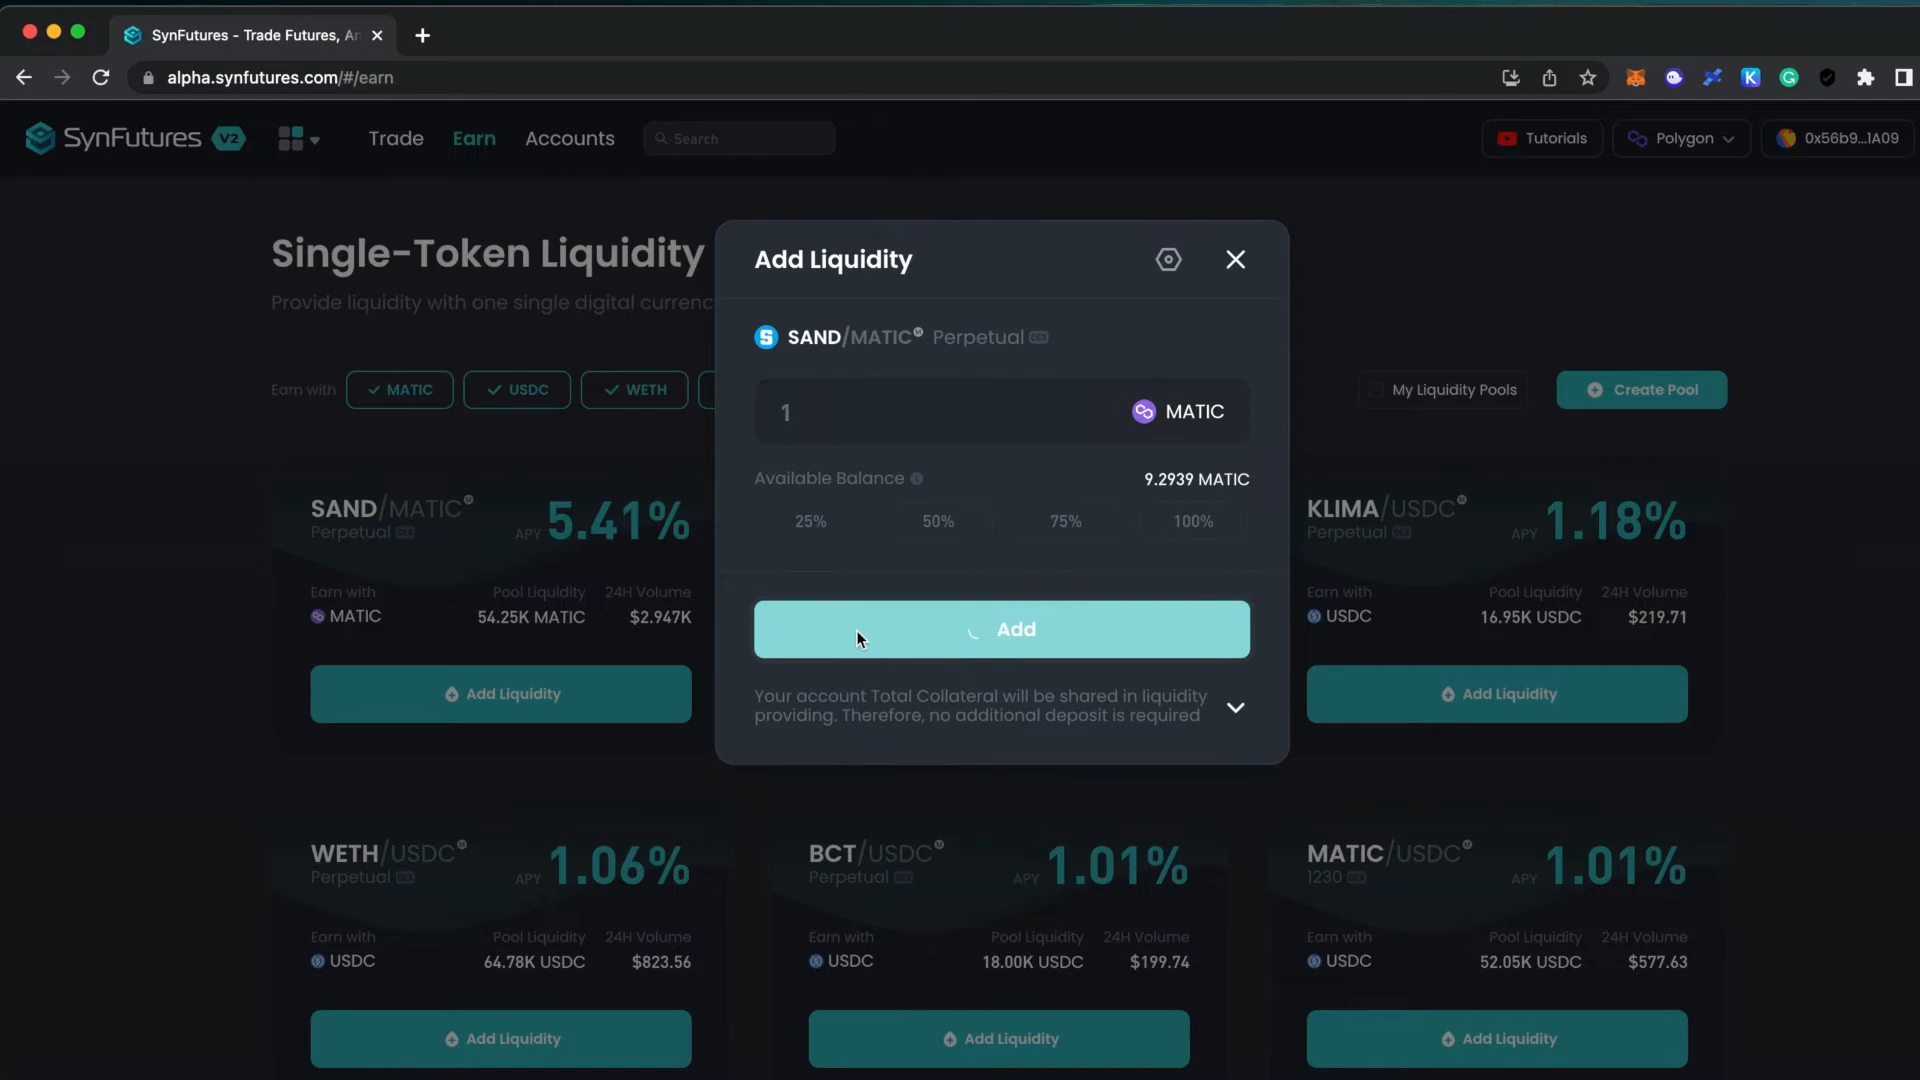 SynFutures - Trade Futures, Ar
alpha.synfutures.com/#/earn
SynFutures V2
Trade
Earn
Accounts
Search
Tutorials
Polygon
0x56b9...1A09
Single-Token Liquidity
Provide liquidity with one single digital currenc
Earn with
MATIC
USDC
WETH
My Liquidity Pools
Create Pool
Add Liquidity
SAND/MATIC M Perpetual
1
MATIC
Available Balance
9.2939 MATIC
25%
50%
75%
100%
Add
Your account Total Collateral will be shared in liquidity
providing. Therefore, no additional deposit is required
SAND/MATIC M
Perpetual
APY 5.41%
Earn with
MATIC
Pool Liquidity
54.25K MATIC
24H Volume
$2.947K
Add Liquidity
KLIMA/USDC M
Perpetual
APY 1.18%
Earn with
USDC
Pool Liquidity
16.95K USDC
24H Volume
$219.71
Add Liquidity
WETH/USDC M
Perpetual
APY 1.06%
Earn with
USDC
Pool Liquidity
64.78K USDC
24H Volume
$823.56
Add Liquidity
BCT/USDC M
Perpetual
APY 1.01%
Earn with
USDC
Pool Liquidity
18.00K USDC
24H Volume
$199.74
Add Liquidity
MATIC/USDC M
1230
APY 1.01%
Earn with
USDC
Pool Liquidity
52.05K USDC
24H Volume
$577.63
Add Liquidity